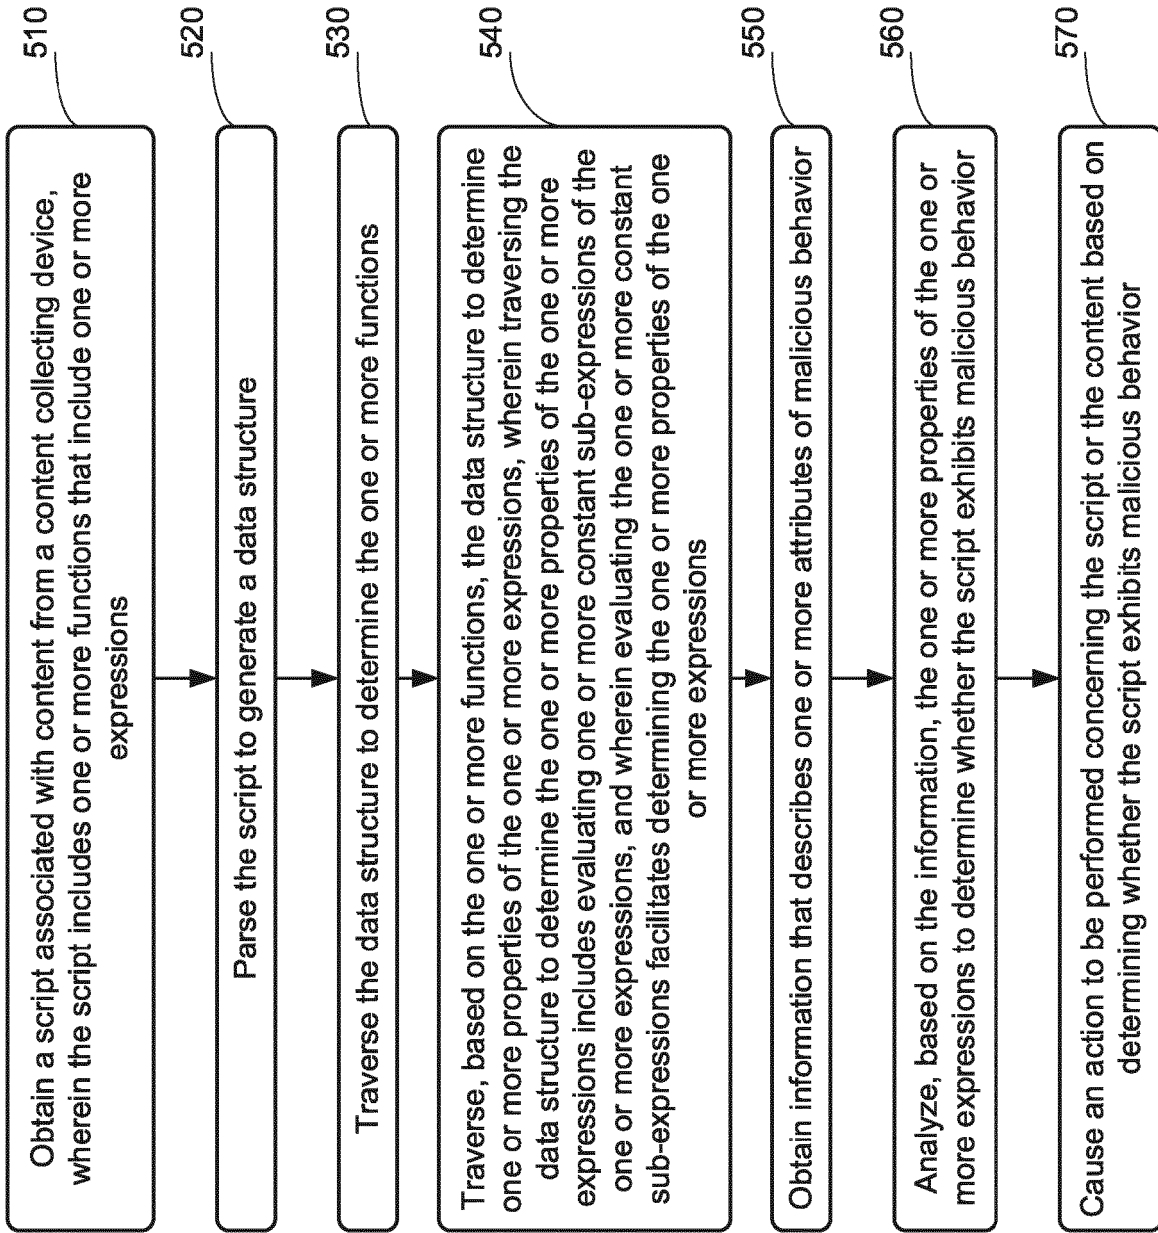 510
Obtain a script associated with content from a content collecting device,
wherein the script includes one or more functions that include one or more
expressions
520
Parse the script to generate a data structure
530
Traverse the data structure to determine the one or more functions
540
Traverse, based on the one or more functions, the data structure to determine
one or more properties of the one or more expressions, wherein traversing the
data structure to determine the one or more properties of the one or more
expressions includes evaluating one or more constant sub-expressions of the
one or more expressions, and wherein evaluating the one or more constant
sub-expressions facilitates determining the one or more properties of the one
or more expressions
550
Obtain information that describes one or more attributes of malicious behavior
560
Analyze, based on the information, the one or more properties of the one or
more expressions to determine whether the script exhibits malicious behavior
570
Cause an action to be performed concerning the script or the content based on
determining whether the script exhibits malicious behavior